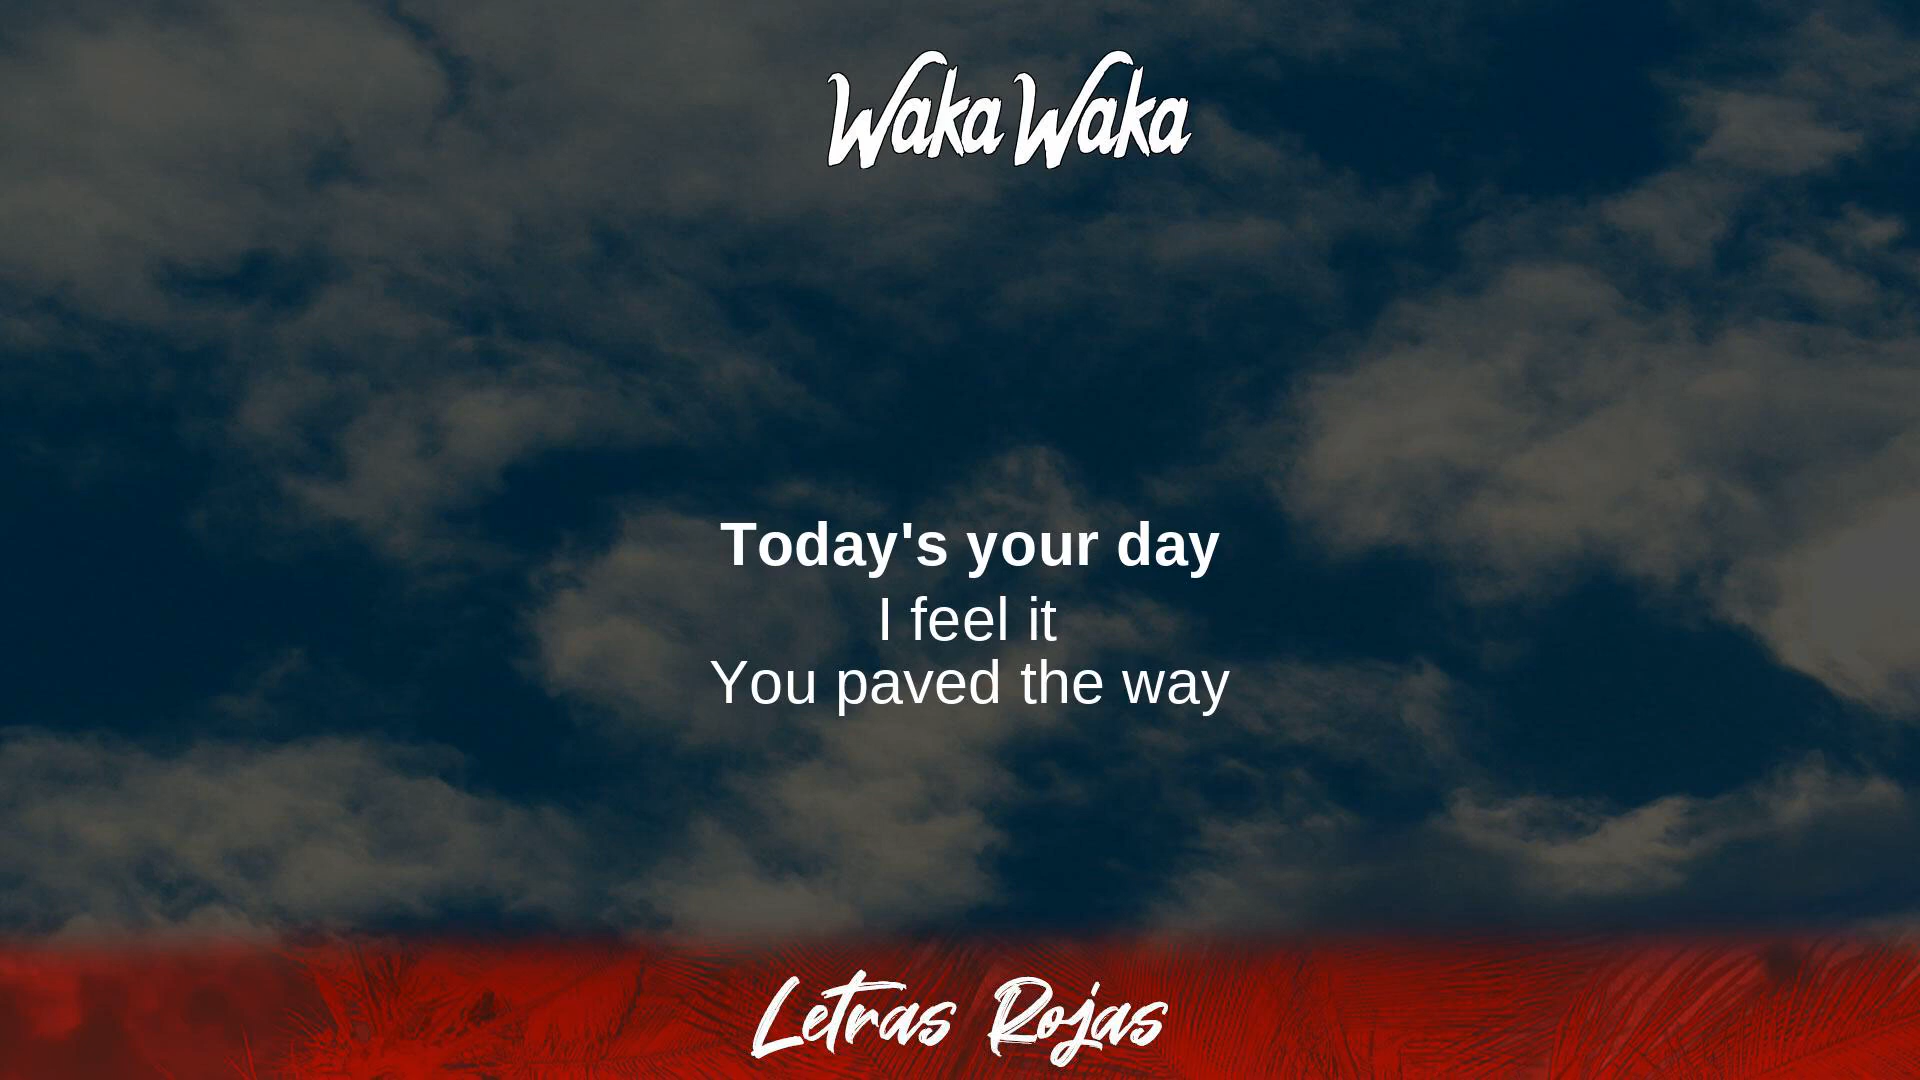 Waka Waka
Today's your day
I feel it
You paved the way
Letras Rojas